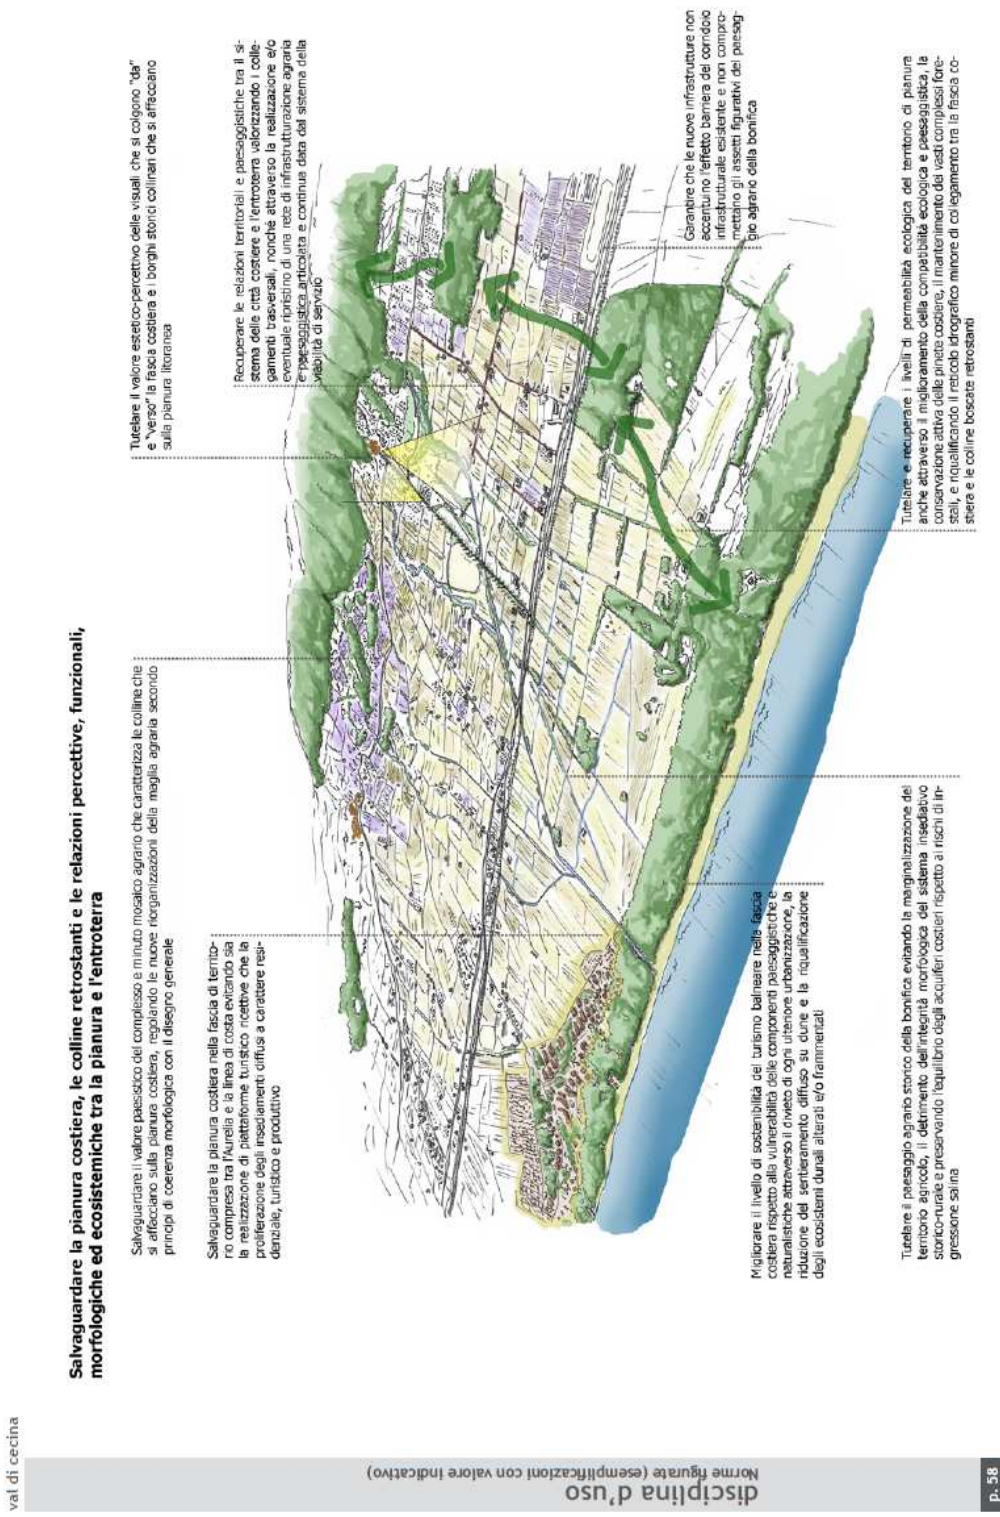 val di cecina
Salvaguardare la pianura costiera, le colline retrostanti e le relazioni percettive, funzionali,
morfologiche ed ecosistemiche tra la pianura e l'entroterra
Salvaguardare il valore paesistico del complesso e minuto mosaico agrario che caratterizza le colline che
si affacciano sulla pianura costiera, regolando le nuove riorganizzazioni della maglia agraria secondo
principi di coerenza morfologica con il disegno generale
Tutelare il valore estetico-percettivo delle visuali che si colgono "da"
e "verso" la fascia costiera e i borghi storici collinari che si affacciano
sulla pianura litoranea
Salvaguardare la pianura costiera nella fascia di territo-
rio compresa tra l'Aurelia e la linea di costa evitando sia
la realizzazione di piattaforme turistico ricettive che la
proliferazione degli insediamenti diffusi a carattere resi-
denziale, turistico e produttivo
Recuperare le relazioni territoriali e paesaggistiche tra il si-
stema delle città costiere e l'entroterra valorizzando i colle-
gamenti trasversali, nonché attraverso la realizzazione e/o
eventuale ripristino di una rete di infrastrutturazione agraria
e paesaggistica articolata e continua data dal sistema della
viabilità di servizio
Garantire che le nuove infrastrutture non
accentuino l'effetto barriera del corridoio
infrastrutturale esistente e non compro-
mettano gli assetti figurativi del paesag-
gio agrario della bonifica
Migliorare il livello di sostenibilità del turismo balneare nella fascia
costiera rispetto alla vulnerabilità delle componenti paesaggistiche e
naturalistiche attraverso il divieto di ogni ulteriore urbanizzazione, la
riduzione del sentieramento diffuso su dune e la riqualificazione
degli ecosistemi dunali alterati e/o frammentati
Tutelare il paesaggio agrario storico della bonifica evitando la marginalizzazione del
territorio agricolo, il detrimento dell'integrità morfologica del sistema insediativo
storico-rurale e preservando l'equilibrio degli acquiferi costieri rispetto ai rischi di in-
gressione salina
Tutelare e recuperare i livelli di permeabilità ecologica del territorio di pianura
anche attraverso il miglioramento della compatibilità ecologica e paesaggistica, la
conservazione attiva delle pinete costiere, il mantenimento dei vasti complessi fore-
stali, e riqualificando il reticolo idrografico minore di collegamento tra la fascia co-
stiera e le colline boscate retrostanti
disciplina d'uso
Norme figurate (esemplificazioni con valore indicativo)
p. 58